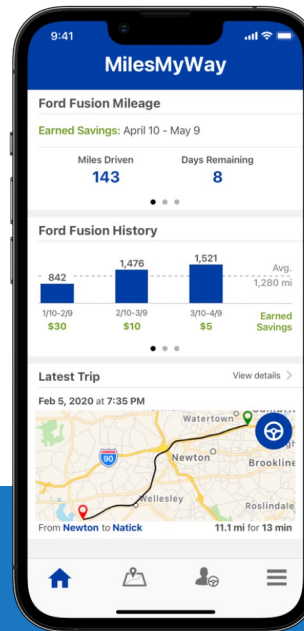 9:41
MilesMyWay
Ford Fusion Mileage
Earned Savings: April 10 - May 9
Miles Driven Days Remaining
143 8
Ford Fusion History
842 1,476 1,521 Avg.
1,280 mi
1/10-2/9 2/10-3/9 3/10-4/9 Earned
$30 $10 $5 Savings
Latest Trip View details >
Feb 5, 2020 at 7:35 PM
Watertown
90
Newton
Brookline
Wellesley
Roslindale
From Newton to Natick 11.1 mi for 13 min